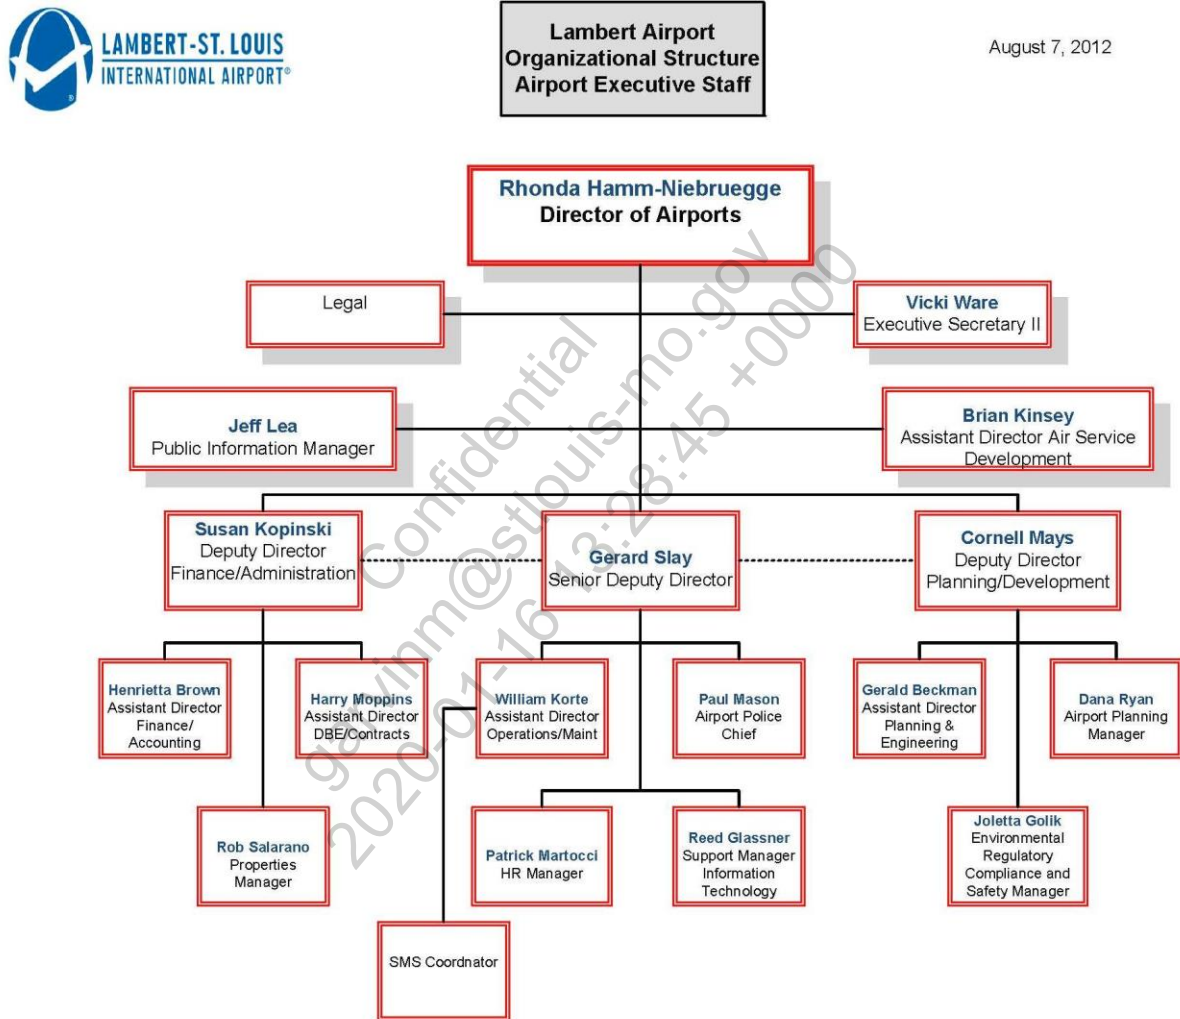 LAMBERT-ST. LOUIS
INTERNATIONAL AIRPORT®
Lambert Airport
Organizational Structure
Airport Executive Staff
August 7, 2012
Rhonda Hamm-Niebruegge
Director of Airports
Legal
Vicki Ware
Executive Secretary II
Jeff Lea
Public Information Manager
Brian Kinsey
Assistant Director Air Service
Development
Susan Kopinski
Deputy Director
Finance/Administration
Gerard Slay
Senior Deputy Director
Cornell Mays
Deputy Director
Planning/Development
Henrietta Brown
Assistant Director
Finance/
Accounting
Harry Moppins
Assistant Director
DBE/Contracts
William Korte
Assistant Director
Operations/Maint
Paul Mason
Airport Police
Chief
Gerald Beckman
Assistant Director
Planning &
Engineering
Dana Ryan
Airport Planning
Manager
Rob Salarano
Properties
Manager
Patrick Martocci
HR Manager
Reed Glassner
Support Manager
Information
Technology
Joletta Golik
Environmental
Regulatory
Compliance and
Safety Manager
SMS Coordnator
Confidential
garvinm@stlouis-mo.gov
2020-01-16 13:28:45 +0000